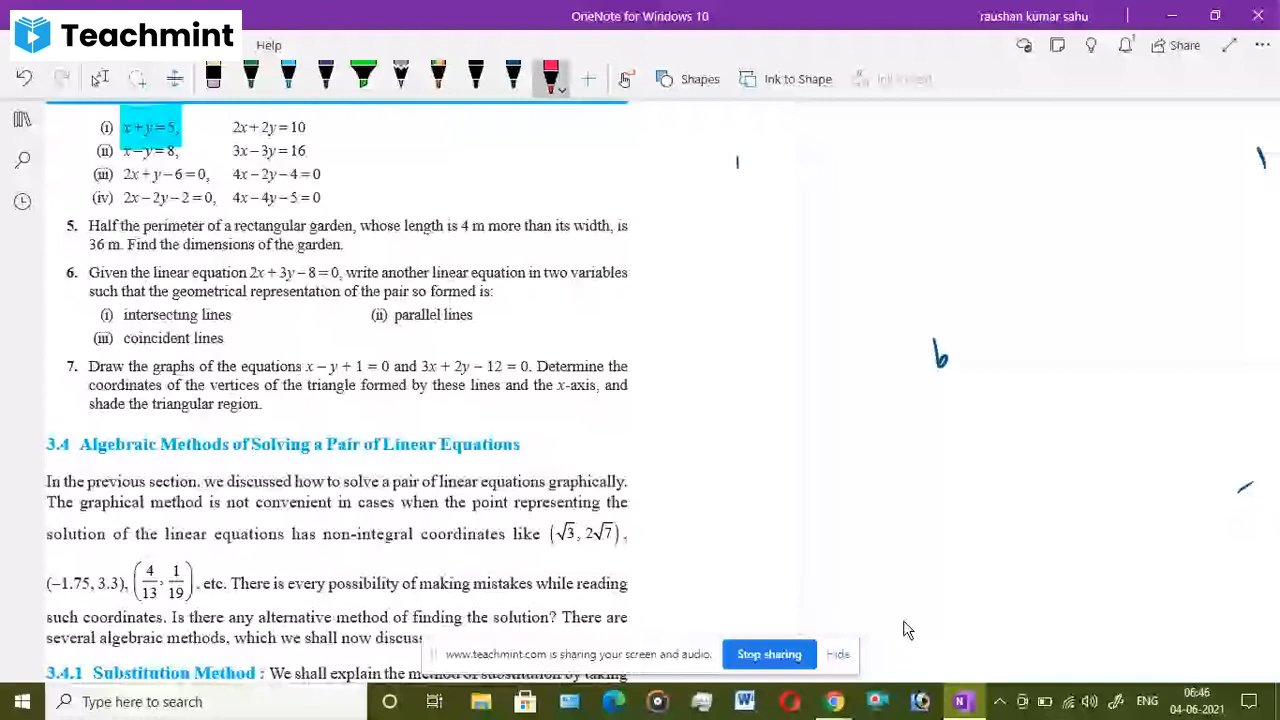 Teachmint
OneNote for Windows 10
raushan kumar sahu
Help
Share
Shapes
Ink to Shape
(i) x + y = 5, 2x + 2y = 10
(ii) x – y = 8, 3x – 3y = 16
(iii) 2x + y – 6 = 0, 4x – 2y – 4 = 0
(iv) 2x – 2y – 2 = 0, 4x – 4y – 5 = 0
5. Half the perimeter of a rectangular garden, whose length is 4 m more than its width, is
36 m. Find the dimensions of the garden.
6. Given the linear equation 2x + 3y – 8 = 0, write another linear equation in two variables
such that the geometrical representation of the pair so formed is:
(i) intersecting lines (ii) parallel lines
(iii) coincident lines
7. Draw the graphs of the equations x – y + 1 = 0 and 3x + 2y – 12 = 0. Determine the
coordinates of the vertices of the triangle formed by these lines and the x-axis, and
shade the triangular region.
b
3.4 Algebraic Methods of Solving a Pair of Linear Equations
In the previous section, we discussed how to solve a pair of linear equations graphically.
The graphical method is not convenient in cases when the point representing the
solution of the linear equations has non-integral coordinates like (√3, 2√7),
(–1.75, 3.3), (4/13, 1/19), etc. There is every possibility of making mistakes while reading
such coordinates. Is there any alternative method of finding the solution? There are
several algebraic methods, which we shall now discuss
www.teachmint.com is sharing your screen and audio. Stop sharing Hide
3.4.1 Substitution Method : We shall explain the method of substitution by taking
Type here to search
ENG
06:46
04-06-2021